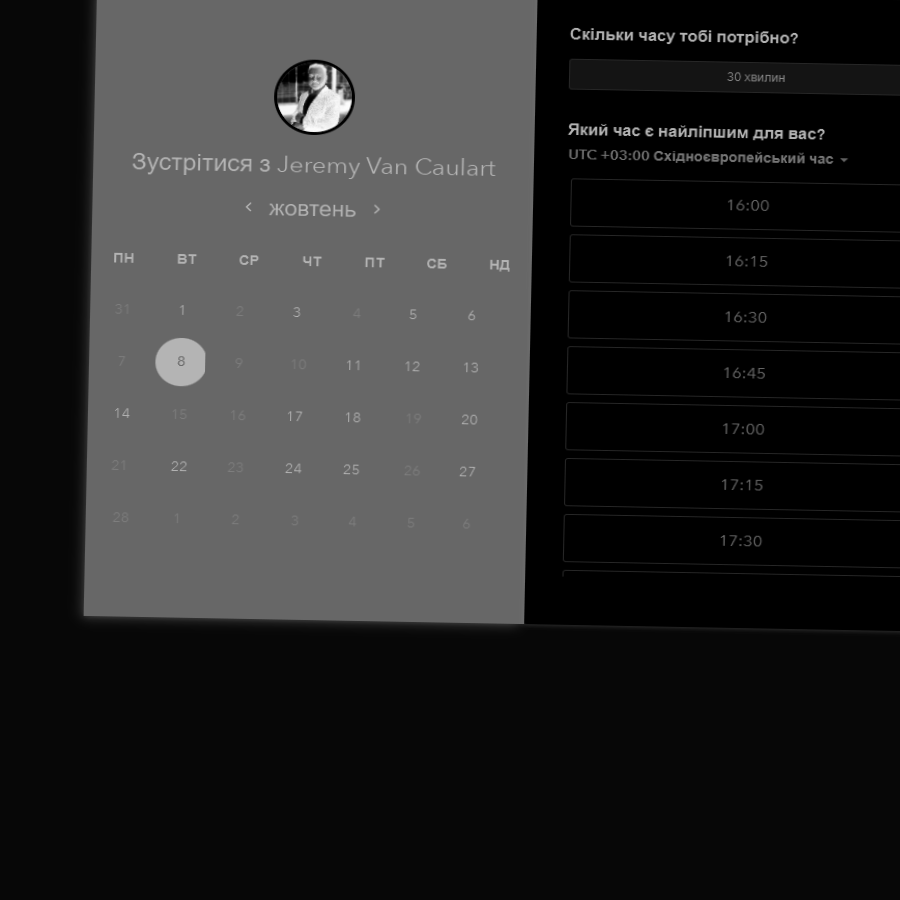 Зустрітися з Jeremy Van Caulart
жовтень
ПН ВТ СР ЧТ ПТ СБ НД
31 1 2 3 4 5 6
7 8 9 10 11 12 13
14 15 16 17 18 19 20
21 22 23 24 25 26 27
28 1 2 3 4 5 6
Скільки часу тобі потрібно?
30 хвилин
Який час є найліпшим для вас?
UTC +03:00 Східноєвропейський час
16:00
16:15
16:30
16:45
17:00
17:15
17:30